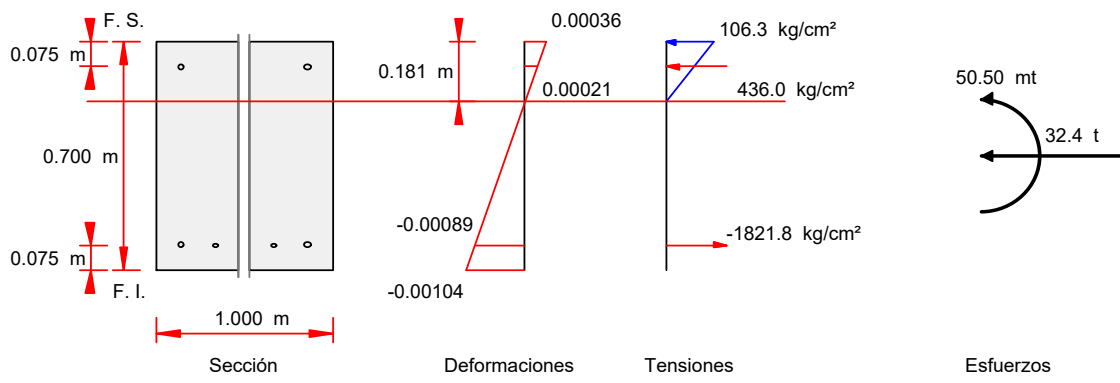 F. S.
0.075 m
0.700 m
0.075 m
F. I.
1.000 m
Sección
0.00036
0.181 m
0.00021
-0.00089
-0.00104
Deformaciones
106.3 kg/cm²
436.0 kg/cm²
-1821.8 kg/cm²
Tensiones
50.50 mt
32.4 t
Esfuerzos